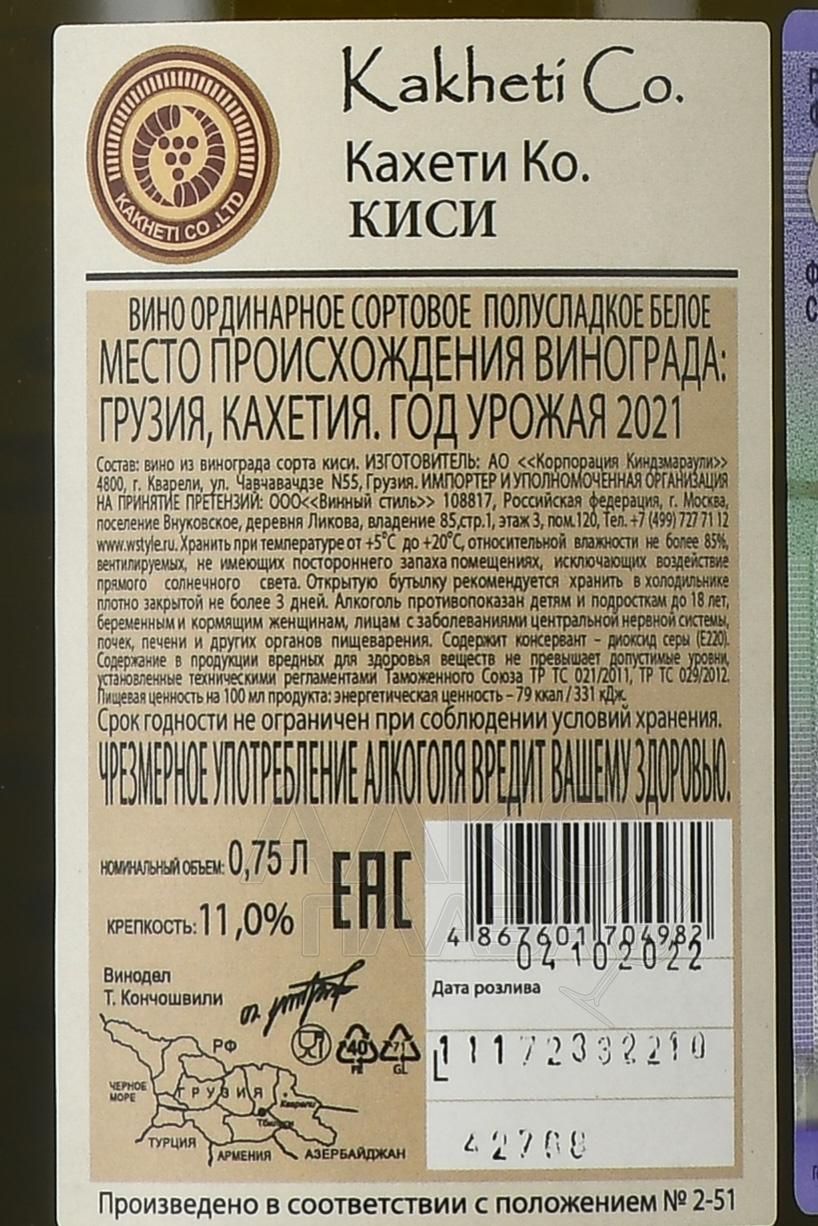 Kakheti Co.
KAKHETI CO .LTD
Кахети Ко.
КИСИ
ВИНО ОРДИНАРНОЕ СОРТОВОЕ ПОЛУСЛАДКОЕ БЕЛОЕ
МЕСТО ПРОИСХОЖДЕНИЯ ВИНОГРАДА:
ГРУЗИЯ, КАХЕТИЯ. ГОД УРОЖАЯ 2021
Состав: вино из винограда сорта киси. ИЗГОТОВИТЕЛЬ: АО <<Корпорация Киндзмараули>>
4800, г. Кварели, ул. Чавчавадзе N55, Грузия. ИМПОРТЕР И УПОЛНОМОЧЕННАЯ ОРГАНИЗАЦИЯ
НА ПРИНЯТИЕ ПРЕТЕНЗИЙ: ООО<<Винный стиль>> 108817, Российская федерация, г. Москва,
поселение Внуковское, деревня Ликова, владение 85,стр.1, этаж 3, пом.120, Тел. +7 (499) 727 71 12
www.wstyle.ru. Хранить при температуре от +5°C до +20°C, относительной влажности не более 85%,
вентилируемых, не имеющих постороннего запаха помещениях, исключающих воздействие
прямого солнечного света. Открытую бутылку рекомендуется хранить в холодильнике
плотно закрытой не более 3 дней. Алкоголь противопоказан детям и подросткам до 18 лет,
беременным и кормящим женщинам, лицам с заболеваниями центральной нервной системы,
почек, печени и других органов пищеварения. Содержит консервант – диоксид серы (E220).
Содержание в продукции вредных для здоровья веществ не превышает допустимые уровни,
установленные техническими регламентами Таможенного Союза ТР ТС 021/2011, ТР ТС 029/2012.
Пищевая ценность на 100 мл продукта: энергетическая ценность – 79 ккал / 331 кДж.
Срок годности не ограничен при соблюдении условий хранения.
ЧРЕЗМЕРНОЕ УПОТРЕБЛЕНИЕ АЛКОГОЛЯ ВРЕДИТ ВАШЕМУ ЗДОРОВЬЮ.
НОМИНАЛЬНЫЙ ОБЪЕМ: 0,75 Л
EAC
КРЕПОСТЬ: 11,0%
4 867601 704982
04102022
Дата розлива
Винодел
Т. Кончошвили
40
71
GL
L11172332210
42708
РФ
ЧЕРНОЕ
МОРЕ
ГРУЗИЯ
Кварели
Тбилиси
ТУРЦИЯ
АРМЕНИЯ
АЗЕРБАЙДЖАН
Произведено в соответствии с положением № 2-51